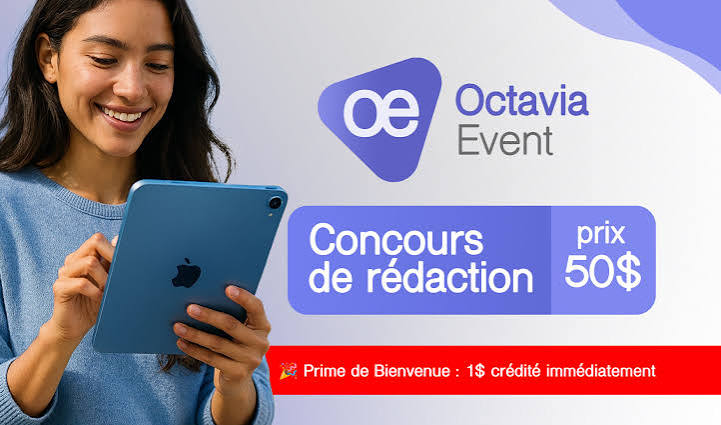 oe
Octavia
Event
Concours
de rédaction
prix
50$
🎉 Prime de Bienvenue : 1$ crédité immédiatement